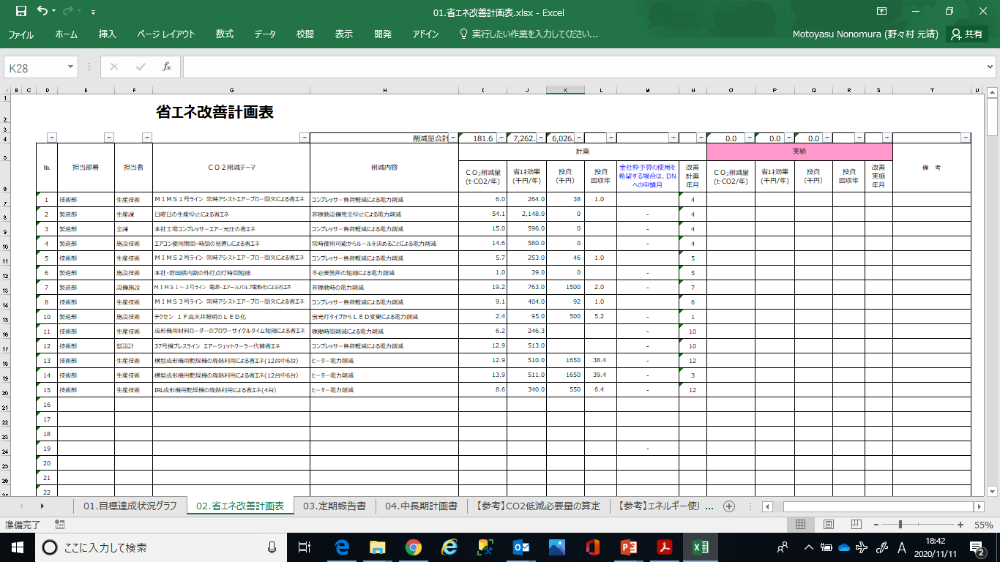 01.省エネ改善計画表.xlsx - Excel
ファイル ホーム 挿入 ページ レイアウト 数式 データ 校閲 表示 開発 アドイン 実行したい作業を入力してください... Motoyasu Nonomura (野々村 元靖) 共有
K28 fx
B C D E F G H I J K L M N O P Q R S T U
省エネ改善計画表
削減量合計 181.6 7,262. 6,026. 0.0 0.0 0.0
計画 実績
№ 担当部署 担当者 ＣＯ２削減テーマ 削減内容 CO₂削減量 (t-CO2/年) 省ｴﾈ効果 (千円/年) 投資 (千円) 投資 回収年 全社枠予算の使用を希望する場合は、DNへの申請月 改善 計画 年月 CO₂削減量 (t-CO2/年) 省ｴﾈ効果 (千円/年) 投資 (千円) 投資 回収年 改善 実施 年月 備 考
1 技術部 生産技術 ＭＩＭＳ１号ライン 常時アシストエアーブロー間欠による省エネ コンプレッサー負荷軽減による電力削減 6.0 264.0 38 1.0 4
2 製造部 生産課 日曜日の生産停止による省エネ 非稼動設備完全停止による電力削減 54.1 2,148.0 0 - 4
3 製造部 全課 本社工場コンプレッサーエアー元圧の省エネ コンプレッサー負荷軽減による電力削減 15.0 596.0 0 - 4
4 製造部 施設技術 エアコン使用期間・時間の見直しによる省エネ 常時使用可能からルールを決めることによる電力削減 14.6 580.0 0 - 4
5 技術部 生産技術 ＭＩＭＳ２号ライン 常時アシストエアーブロー間欠による省エネ コンプレッサー負荷軽減による電力削減 5.7 253.0 46 1.0 5
6 製造部 施設技術 本社・磐田構内路の外灯点灯時間短縮 不必要箇所の短縮による電力削減 1.0 39.0 0 - 5
7 製造部 設備施設 ＭＩＭＳ１～３号ライン 電源・エアー元バルブ電動化による省エネ 非稼動時の電力削減 19.2 763.0 1500 2.0 - 7
8 技術部 生産技術 ＭＩＭＳ３号ライン 常時アシストエアーブロー間欠による省エネ コンプレッサー負荷軽減による電力削減 9.1 404.0 92 1.0 - 6
10 製造部 施設技術 テクセン １Ｆ高天井照明のＬＥＤ化 蛍光灯タイプからＬＥＤ変更による電力削減 2.4 95.0 500 5.2 - 1
11 技術部 生産技術 成形機用材料ローダーのブロワーサイクルタイム短縮による省エネ 稼働時間削減による電力削減 6.2 246.3 - 10
12 技術部 型設計 37号機プレスライン エアージェットクーラー代替省エネ コンプレッサー負荷軽減による電力削減 12.9 513.0 - 10
13 技術部 生産技術 横型成形機用乾燥機の廃熱利用による省エネ(12台中6台) ヒーター電力削減 12.9 510.0 1650 38.4 - 12
14 技術部 生産技術 横型成形機用乾燥機の廃熱利用による省エネ(12台中6台) ヒーター電力削減 13.9 511.0 1650 39.4 - 3
15 技術部 生産技術 IRL成形機用乾燥機の廃熱利用による省エネ(4台) ヒーター電力削減 8.6 340.0 550 6.4 - 12
16
17
18
19 -
20
21
22
01.目標達成状況グラフ 02.省エネ改善計画表 03.定期報告書 04.中長期計画書 【参考】CO2低減必要量の算定 【参考】エネルギー使 ...
準備完了 55%
ここに入力して検索 A 18:42
2020/11/11 2